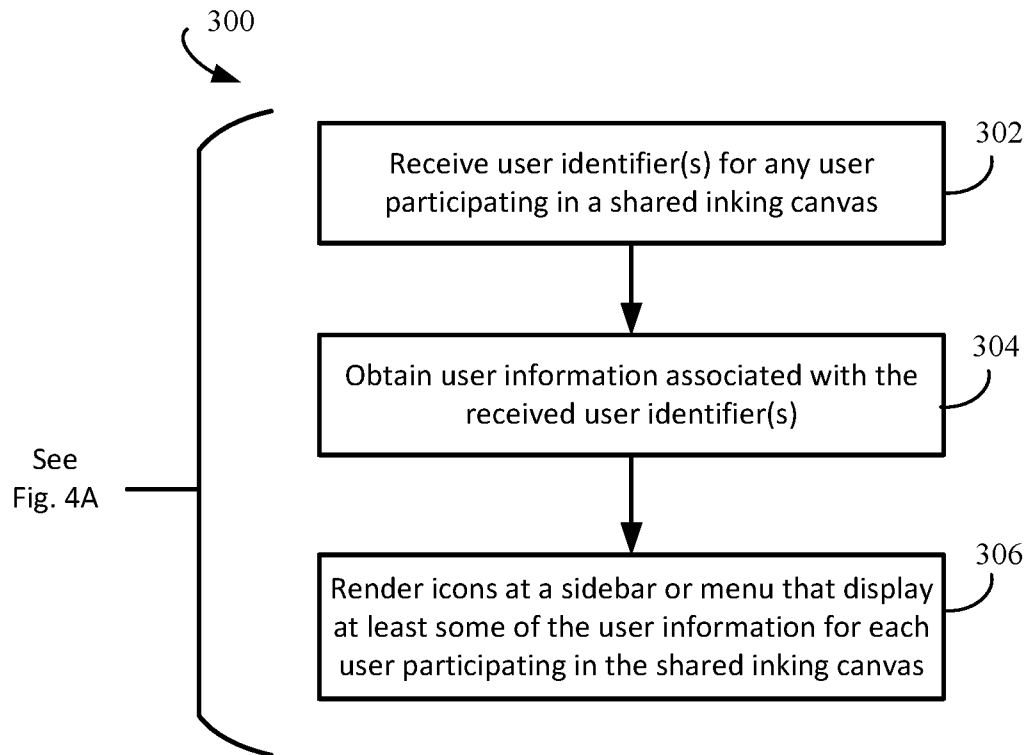 300
302
Receive user identifier(s) for any user
participating in a shared inking canvas
304
Obtain user information associated with the
received user identifier(s)
See
Fig. 4A
306
Render icons at a sidebar or menu that display
at least some of the user information for each
user participating in the shared inking canvas